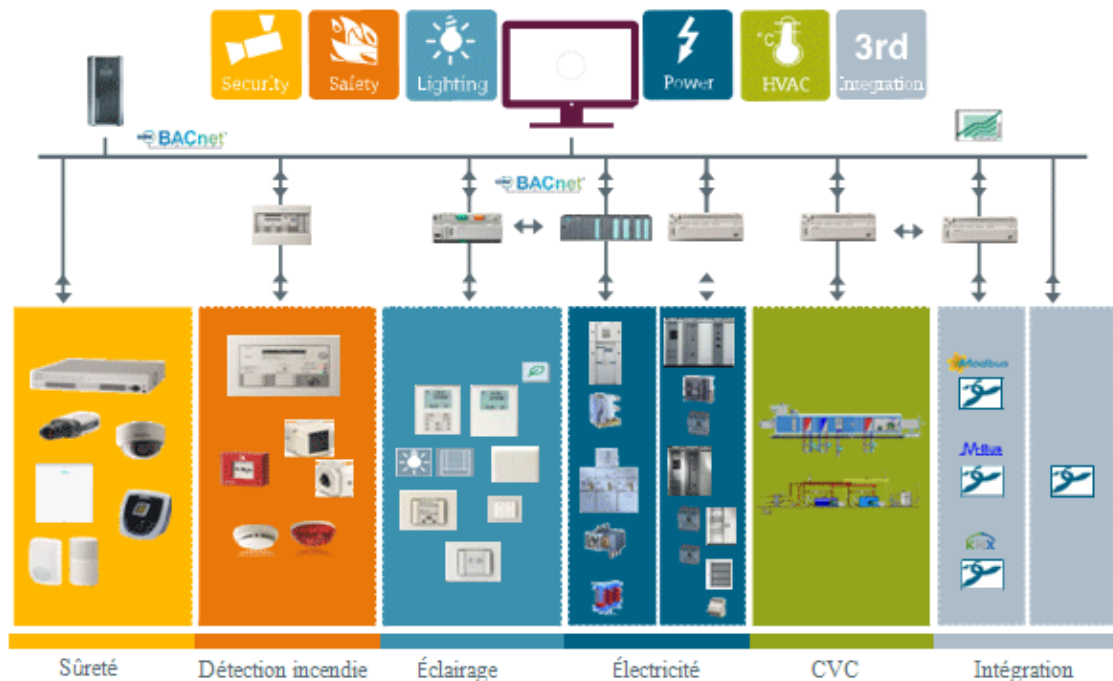 Security
Safety
Lighting
Power
°C
HVAC
3rd
Integration
BACnet
BACnet
Modbus
M-Bus
KNX
Sûreté
Détection incendie
Éclairage
Électricité
CVC
Intégration